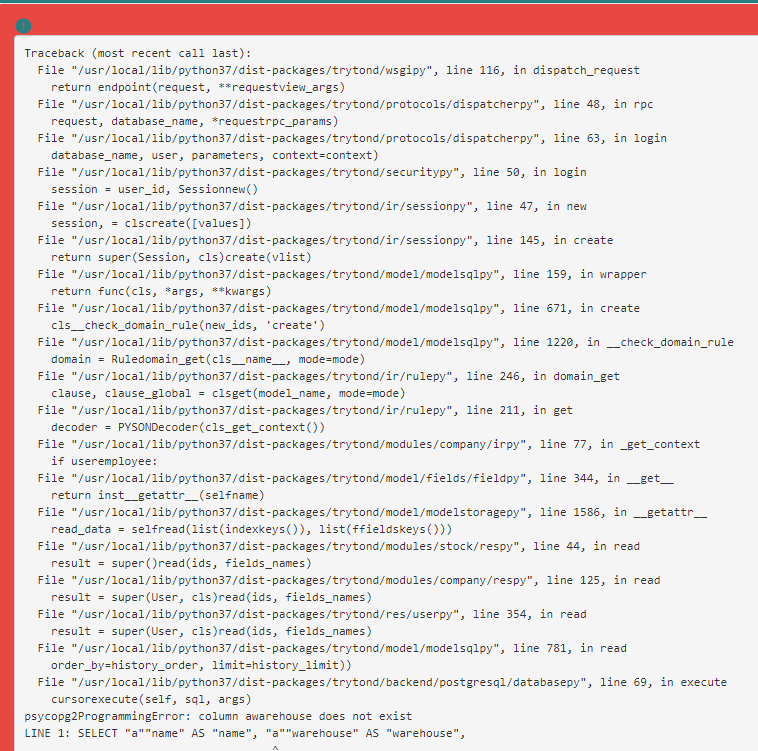 Traceback (most recent call last):
File "/usr/local/lib/python37/dist-packages/trytond/wsgipy", line 116, in dispatch_request
return endpoint(request, **requestview_args)
File "/usr/local/lib/python37/dist-packages/trytond/protocols/dispatcherpy", line 48, in rpc
request, database_name, *requestrpc_params)
File "/usr/local/lib/python37/dist-packages/trytond/protocols/dispatcherpy", line 63, in login
database_name, user, parameters, context=context)
File "/usr/local/lib/python37/dist-packages/trytond/securitypy", line 50, in login
session = user_id, Sessionnew()
File "/usr/local/lib/python37/dist-packages/trytond/ir/sessionpy", line 47, in new
session, = clscreate([values])
File "/usr/local/lib/python37/dist-packages/trytond/ir/sessionpy", line 145, in create
return super(Session, cls)create(vlist)
File "/usr/local/lib/python37/dist-packages/trytond/model/modelsqlpy", line 159, in wrapper
return func(cls, *args, **kwargs)
File "/usr/local/lib/python37/dist-packages/trytond/model/modelsqlpy", line 671, in create
cls__check_domain_rule(new_ids, 'create')
File "/usr/local/lib/python37/dist-packages/trytond/model/modelsqlpy", line 1220, in __check_domain_rule
domain = Ruledomain_get(cls__name__, mode=mode)
File "/usr/local/lib/python37/dist-packages/trytond/ir/rulepy", line 246, in domain_get
clause, clause_global = clsget(model_name, mode=mode)
File "/usr/local/lib/python37/dist-packages/trytond/ir/rulepy", line 211, in get
decoder = PYSONDecoder(cls_get_context())
File "/usr/local/lib/python37/dist-packages/trytond/modules/company/irpy", line 77, in _get_context
if useremployee:
File "/usr/local/lib/python37/dist-packages/trytond/model/fields/fieldpy", line 344, in __get__
return inst__getattr__(selfname)
File "/usr/local/lib/python37/dist-packages/trytond/model/modelstoragepy", line 1586, in __getattr__
read_data = selfread(list(indexkeys()), list(ffieldskeys()))
File "/usr/local/lib/python37/dist-packages/trytond/modules/stock/respy", line 44, in read
result = super()read(ids, fields_names)
File "/usr/local/lib/python37/dist-packages/trytond/modules/company/respy", line 125, in read
result = super(User, cls)read(ids, fields_names)
File "/usr/local/lib/python37/dist-packages/trytond/res/userpy", line 354, in read
result = super(User, cls)read(ids, fields_names)
File "/usr/local/lib/python37/dist-packages/trytond/model/modelsqlpy", line 781, in read
order_by=history_order, limit=history_limit))
File "/usr/local/lib/python37/dist-packages/trytond/backend/postgresql/databasepy", line 69, in execute
cursorexecute(self, sql, args)
psycopg2ProgrammingError: column awarehouse does not exist
LINE 1: SELECT "a""name" AS "name", "a""warehouse" AS "warehouse",
^